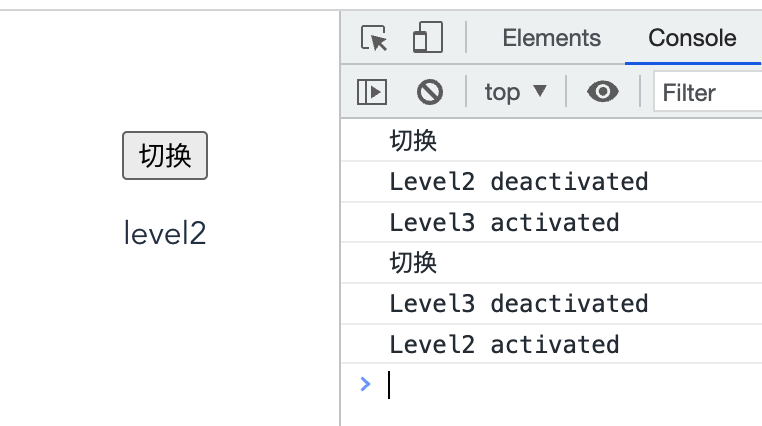 Elements Console
top ▼ Filter
切换
level2
切换
Level2 deactivated
Level3 activated
切换
Level3 deactivated
Level2 activated
>